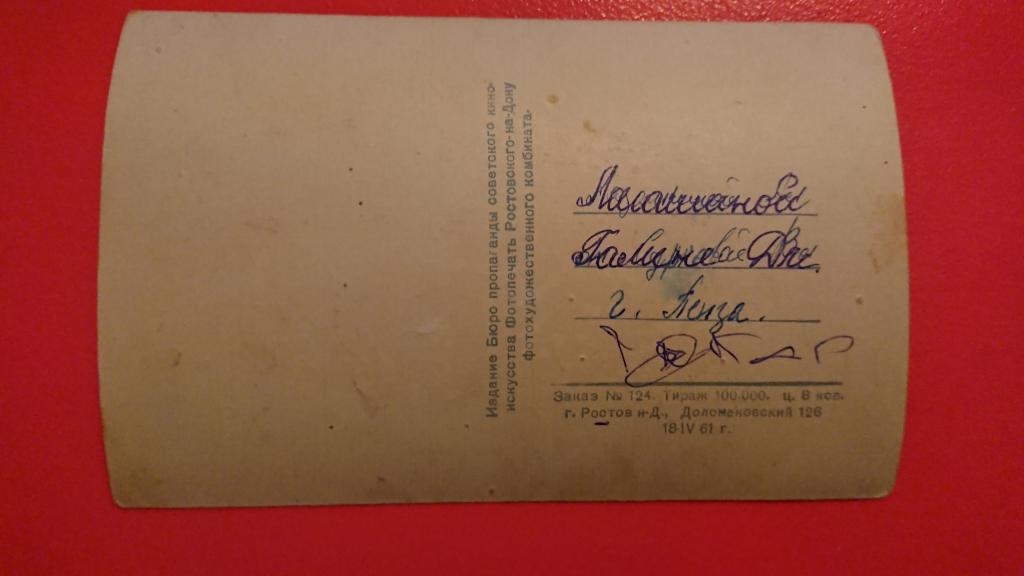 Издание Бюро пропаганды советского кино-
искусства Фотопечать Ростовского-на-Дону
фотохудожественного комбината.
г. Пенза.
Заказ № 124. Тираж 100.000. ц. 8 коп.
г. Ростов н-Д., Доломановский 126
18-IV 61 г.